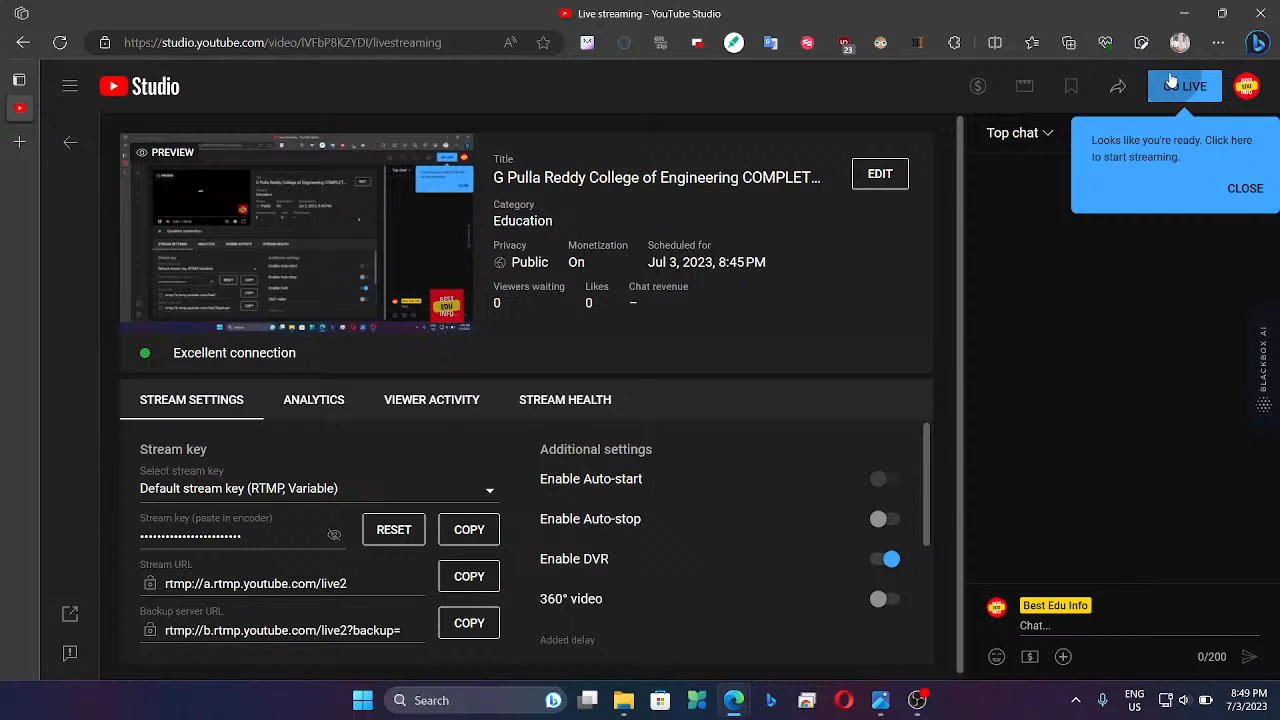 Live streaming - YouTube Studio
https://studio.youtube.com/video/lVFbP8KZYDI/livestreaming
23
Studio
LIVE
BEST
EDU
INFO
PREVIEW
Title
G Pulla Reddy College of Engineering COMPLET...
EDIT
Category
Education
Privacy
Monetization
Public
On
Jul 3, 2023, 8:45 PM
Viewers waiting
Likes
Chat revenue
0
0
–
Excellent connection
Top chat
Looks like you're ready. Click here
to start streaming.
CLOSE
BLACKBOX AI
STREAM SETTINGS
ANALYTICS
VIEWER ACTIVITY
STREAM HEALTH
Stream key
Select stream key
Default stream key (RTMP, Variable)
Stream key (paste in encoder)
••••••••••••••••••••••••
RESET
COPY
Stream URL
rtmp://a.rtmp.youtube.com/live2
COPY
Backup server URL
rtmp://b.rtmp.youtube.com/live2?backup=
COPY
Additional settings
Enable Auto-start
Enable Auto-stop
Enable DVR
360° video
Added delay
Best Edu Info
Chat...
0/200
Search
ENG
US
8:49 PM
7/3/2023